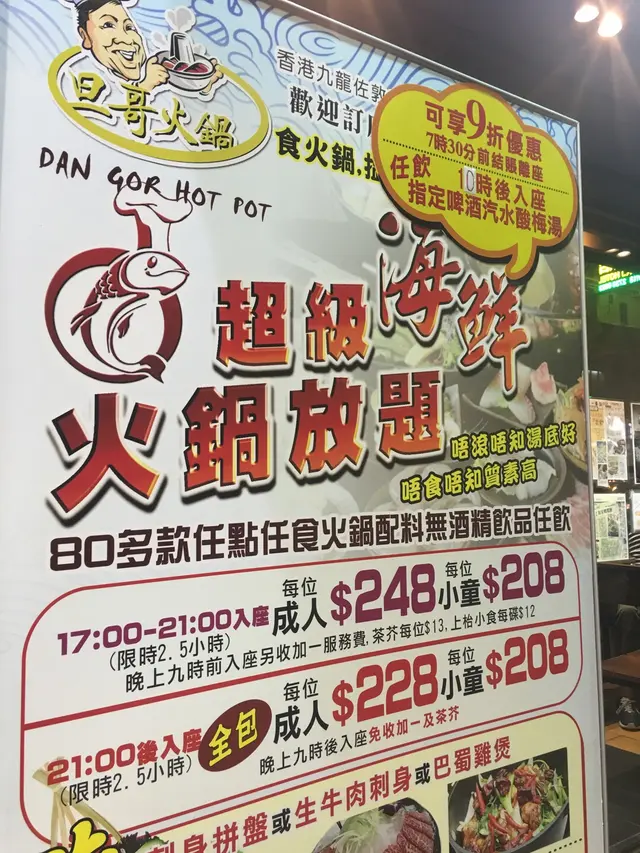 旦哥火鍋
DAN GOR HOT POT
香港九龍佐敦
歡迎訂
食火鍋,
可享9折優惠
7時30分前結賬離座
任飲 10時後入座
指定啤酒汽水酸梅湯
超級海鮮
火鍋放題
唔滾唔知湯底好
唔食唔知質素高
80多款任點任食火鍋配料無酒精飲品任飲
17:00-21:00入座 每位成人$248 每位小童$208
(限時2.5小時)
晚上九時前入座另收加一服務費,茶芥每位$13,上枱小食每碟$12
21:00後入座 全包 每位成人$228 每位小童$208
(限時2.5小時)
晚上九時後入座免收加一及茶芥
刺身拼盤或生牛肉刺身或巴蜀雞煲